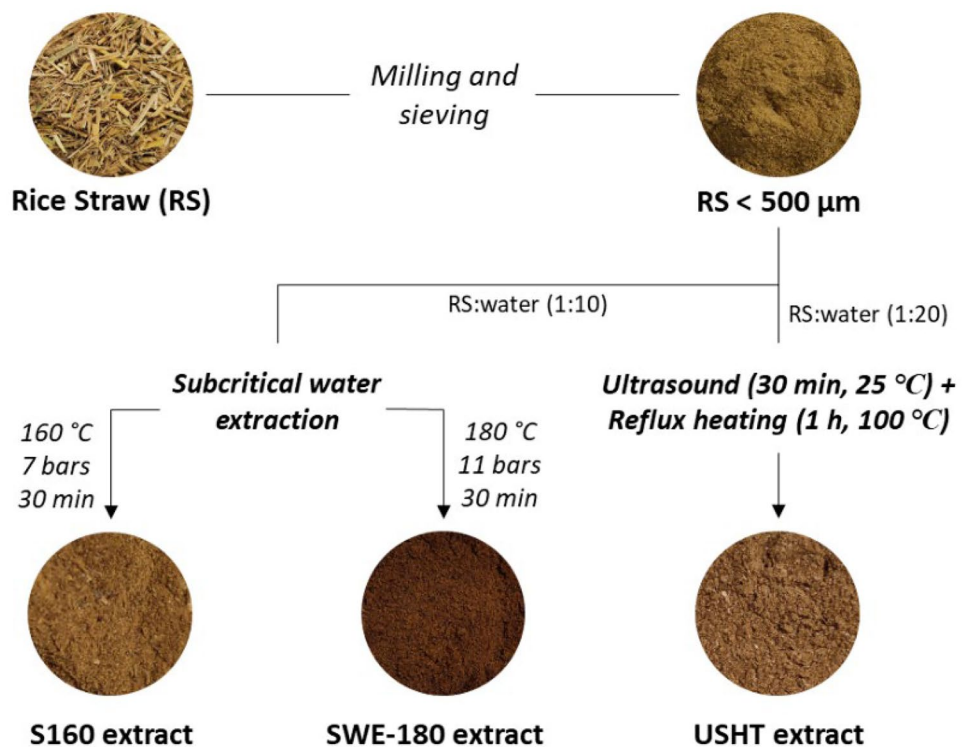 Milling and
sieving
Rice Straw (RS)
RS < 500 µm
RS:water (1:10)
RS:water (1:20)
Subcritical water
extraction
Ultrasound (30 min, 25 °C) +
Reflux heating (1 h, 100 °C)
160 °C
7 bars
30 min
180 °C
11 bars
30 min
S160 extract
SWE-180 extract
USHT extract